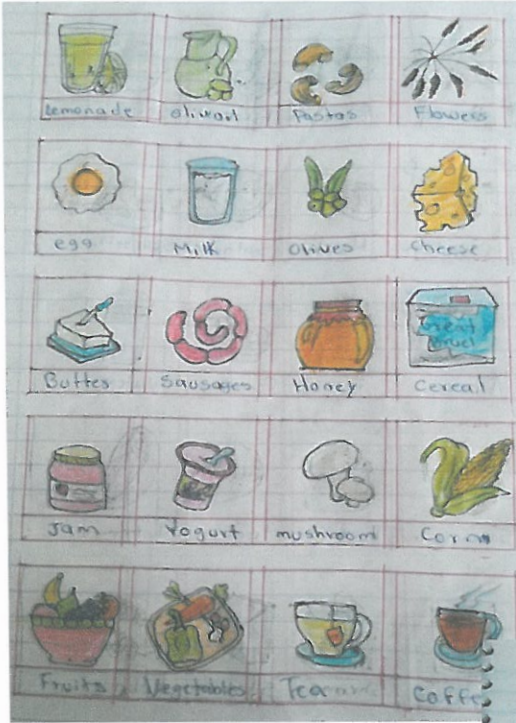 Lemonade olivoil Pastas Flowers
egg Milk Olives Cheese
Butter Sausages Honey Cereal
Jam Yogurt mushroom Corn
Fruits Vegetables Tea Coffe